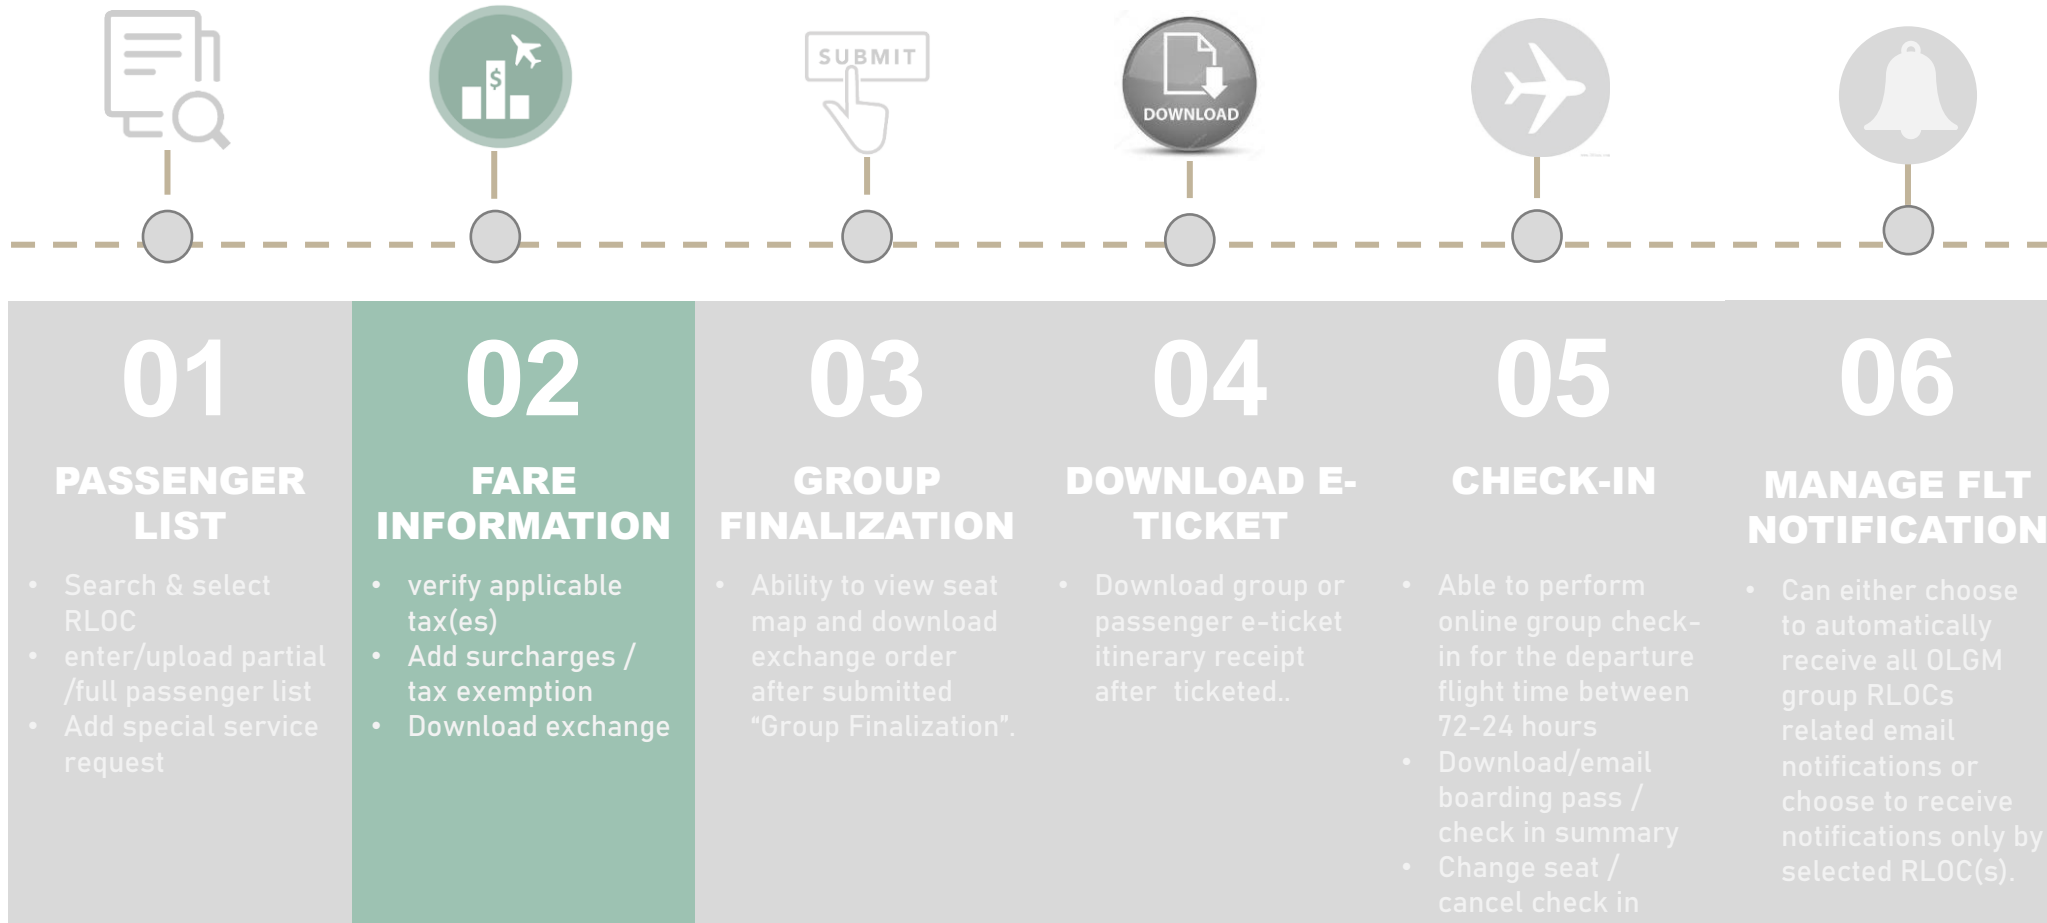 SUBMIT
$
DOWNLOAD
01
PASSENGER
LIST
• Search & select
RLOC
• enter/upload partial
/full passenger list
• Add special service
request
02
FARE
INFORMATION
• verify applicable
tax(es)
• Add surcharges /
tax exemption
• Download exchange
03
GROUP
FINALIZATION
• Ability to view seat
map and download
exchange order
after submitted
“Group Finalization”.
04
DOWNLOAD E-
TICKET
• Download group or
passenger e-ticket
itinerary receipt
after  ticketed..
05
CHECK-IN
• Able to perform
online group check-
in for the departure
flight time between
72-24 hours
• Download/email
boarding pass /
check in summary
• Change seat /
cancel check in
06
MANAGE FLT
NOTIFICATION
• Can either choose
to automatically
receive all OLGM
group RLOCs
related email
notifications or
choose to receive
notifications only by
selected RLOC(s).